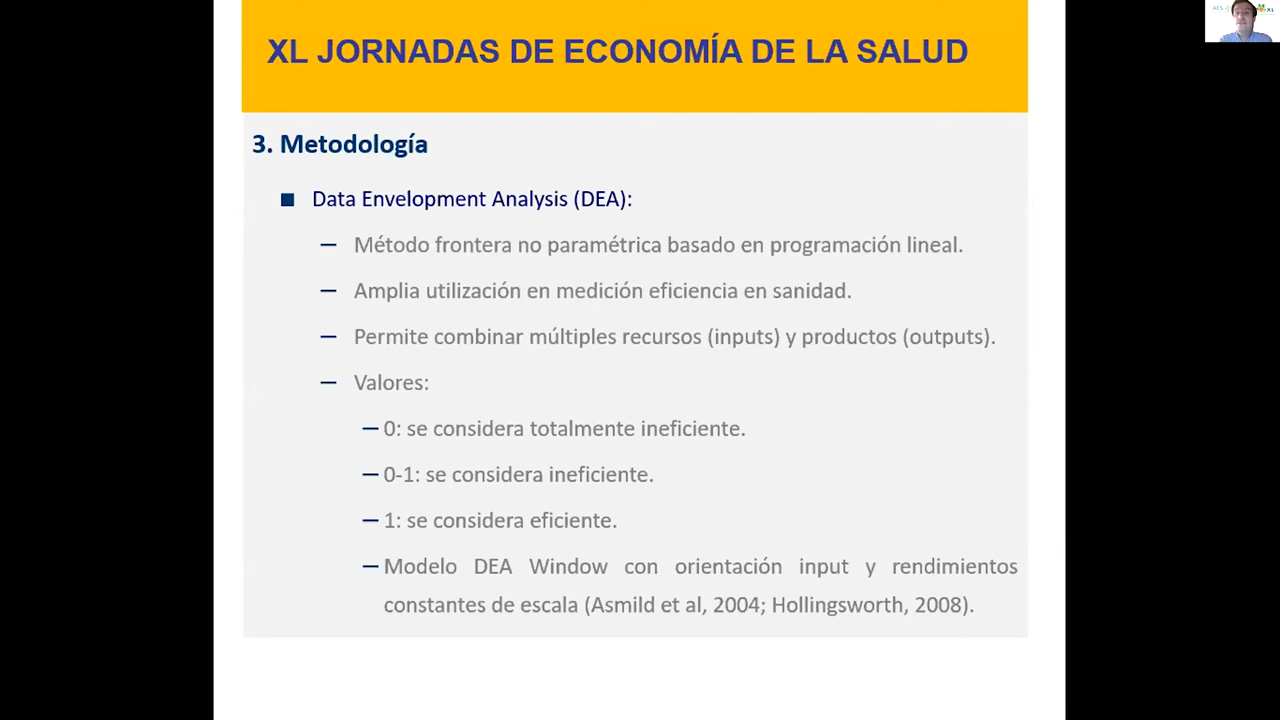 XL JORNADAS DE ECONOMÍA DE LA SALUD
AES
XL
3. Metodología
Data Envelopment Analysis (DEA):
– Método frontera no paramétrica basado en programación lineal.
– Amplia utilización en medición eficiencia en sanidad.
– Permite combinar múltiples recursos (inputs) y productos (outputs).
– Valores:
– 0: se considera totalmente ineficiente.
– 0-1: se considera ineficiente.
– 1: se considera eficiente.
– Modelo DEA Window con orientación input y rendimientos
constantes de escala (Asmild et al, 2004; Hollingsworth, 2008).